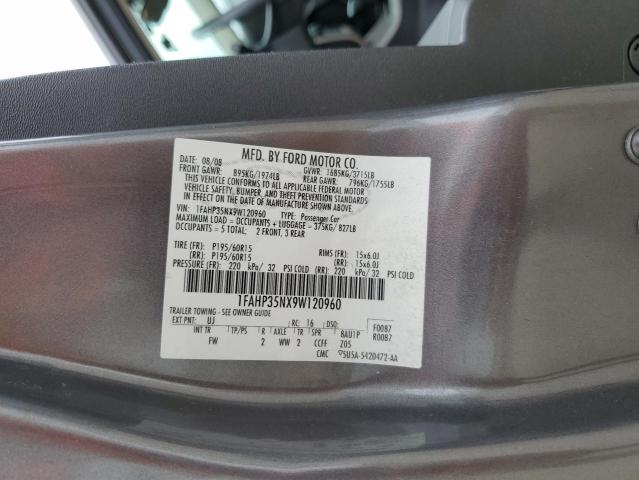 MFD. BY FORD MOTOR CO.
DATE: 08/08 GVWR: 1685KG/3715LB
FRONT GAWR: 895KG/1974LB REAR GAWR: 796KG/1755LB
THIS VEHICLE CONFORMS TO ALL APPLICABLE FEDERAL MOTOR
VEHICLE SAFETY, BUMPER, AND THEFT PREVENTION STANDARDS
IN EFFECT ON THE DATE OF MANUFACTURE SHOWN ABOVE.
VIN: 1FAHP35NX9W120960 TYPE: Passenger Car
MAXIMUM LOAD = OCCUPANTS + LUGGAGE = 375KG/ 827LB
OCCUPANTS = 5 TOTAL: 2 FRONT, 3 REAR
TIRE (FR): P195/60R15 RIMS (FR): 15x6.0J
(RR): P195/60R15 (RR): 15x6.0J
PRESSURE (FR): 220 kPa/ 32 PSI COLD (RR): 220 kPa/ 32 PSI COLD
1FAHP35NX9W120960
TRAILER TOWING - SEE OWNER GUIDE
EXT PNT: UJ RC: 16 DSO: F0087
R0087
INT TR TP/PS R AXLE TR SPR BAU1P
FW 2 WW 2 CCFF Z05
CMC 5U5A-5420472-AA